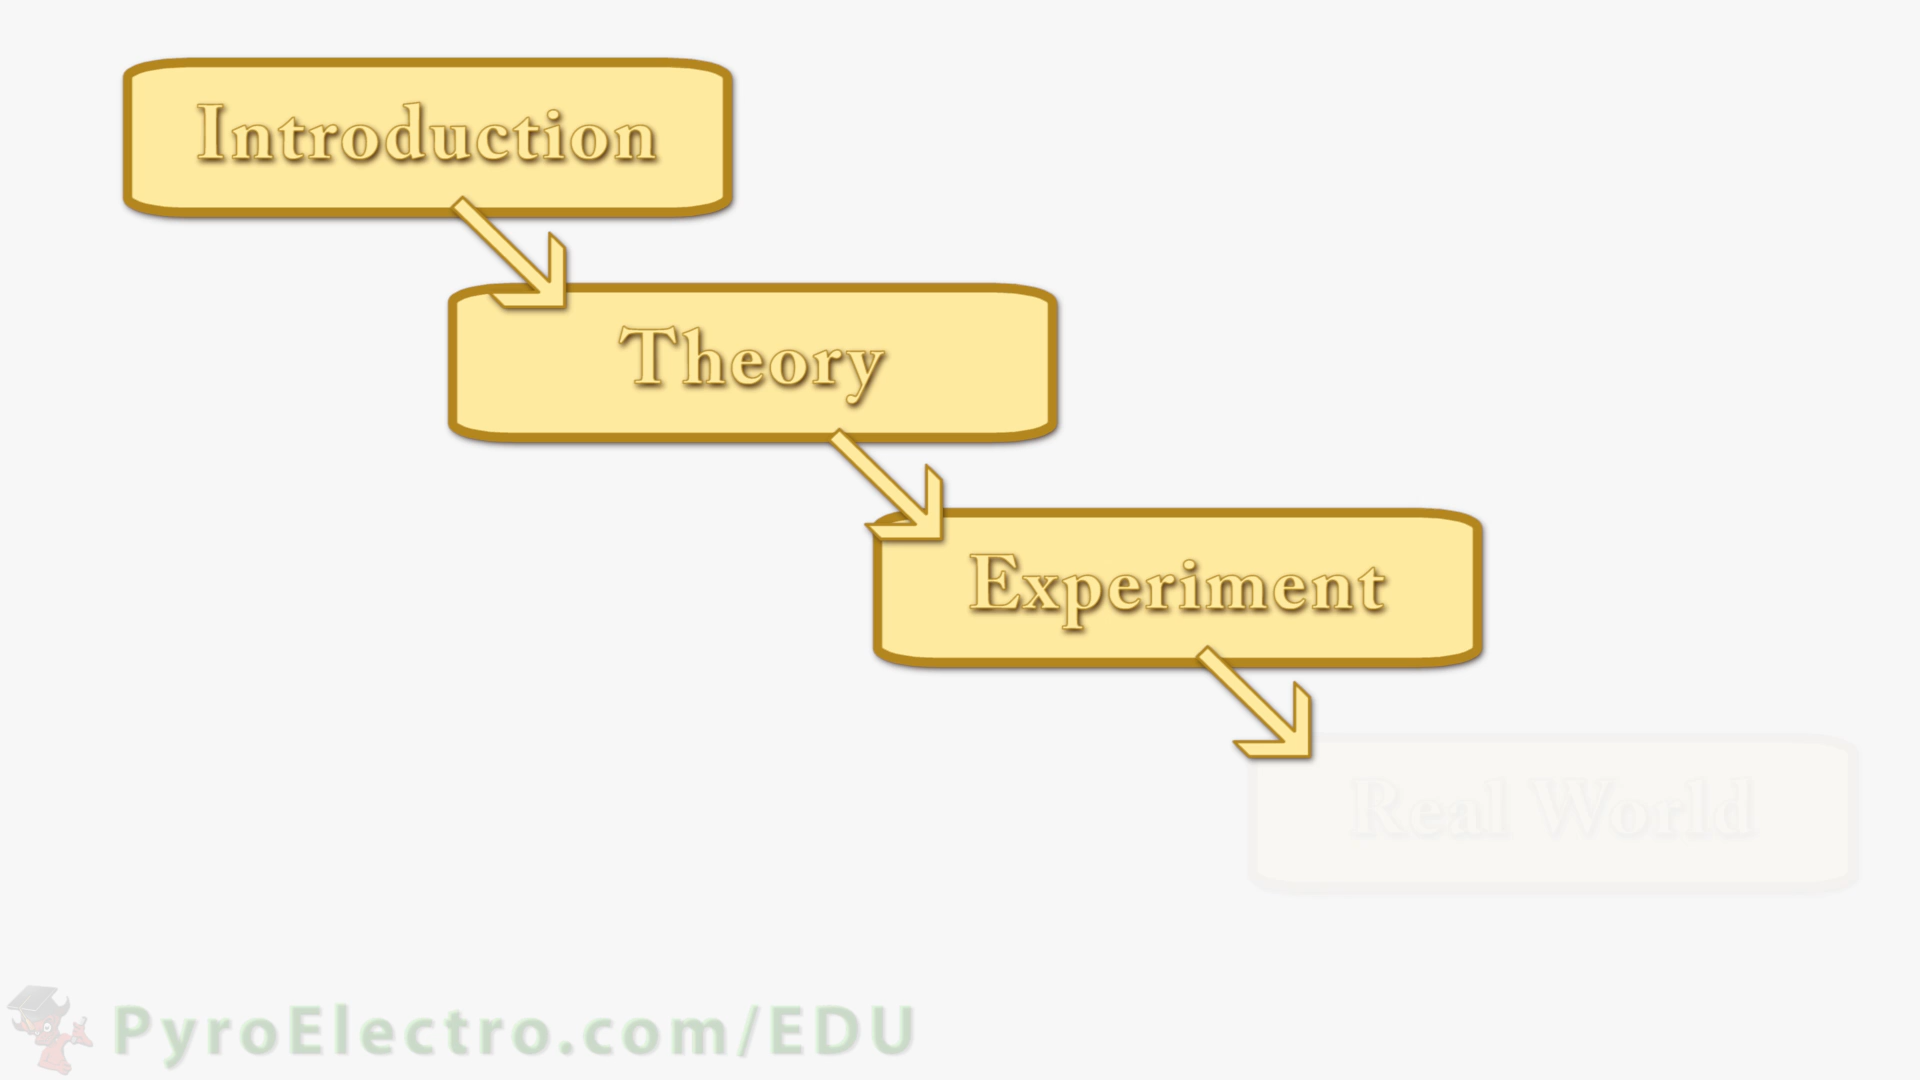 Introduction
Theory
Experiment
Real World
PyroElectro.com/EDU